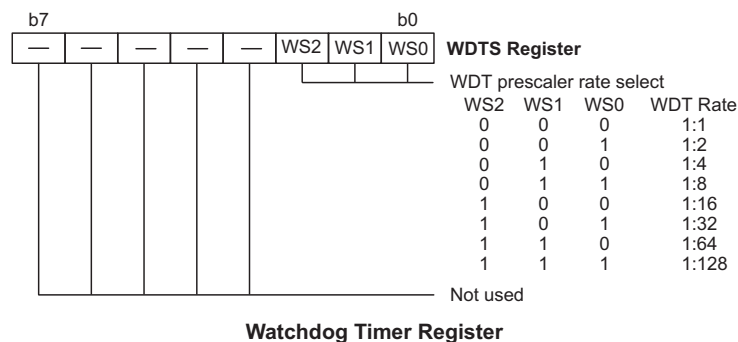 b7 b0
— — — — — WS2 WS1 WS0 WDTS Register
WDT prescaler rate select
WS2 WS1 WS0 WDT Rate
0 0 0 1:1
0 0 1 1:2
0 1 0 1:4
0 1 1 1:8
1 0 0 1:16
1 0 1 1:32
1 1 0 1:64
1 1 1 1:128
Not used
Watchdog Timer Register